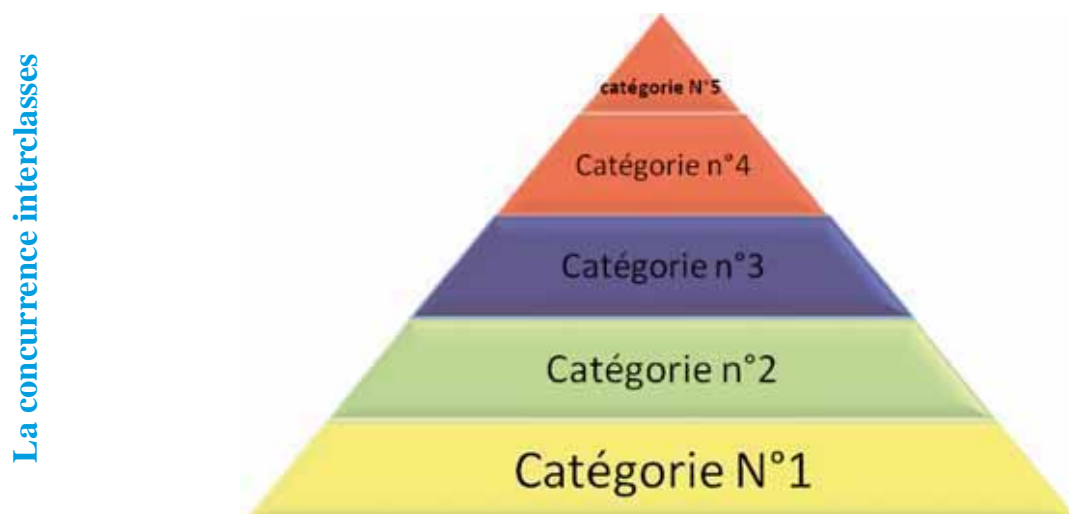 La concurrence interclasses
catégorie N°5
Catégorie n°4
Catégorie n°3
Catégorie n°2
Catégorie N°1